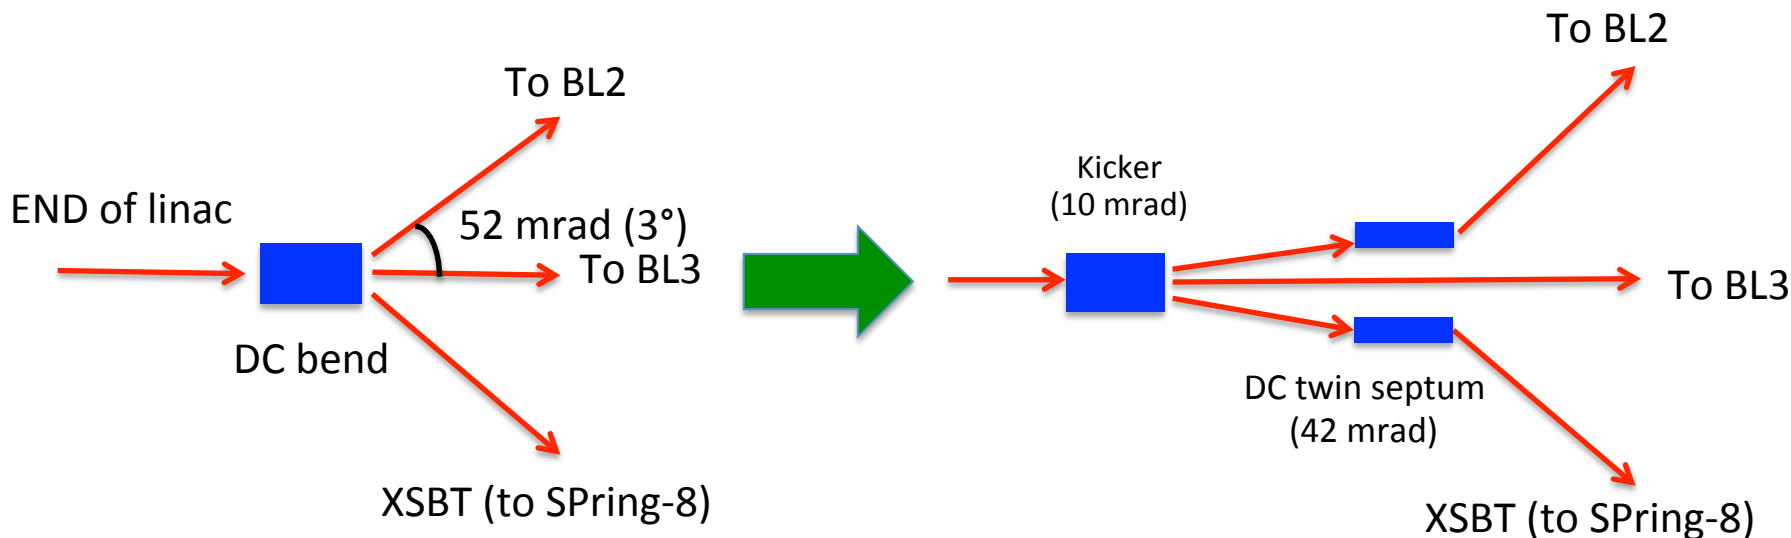 To BL2
END of linac
52 mrad (3°)
To BL3
DC bend
XSBT (to SPring-8)
To BL2
Kicker
(10 mrad)
To BL3
DC twin septum
(42 mrad)
XSBT (to SPring-8)